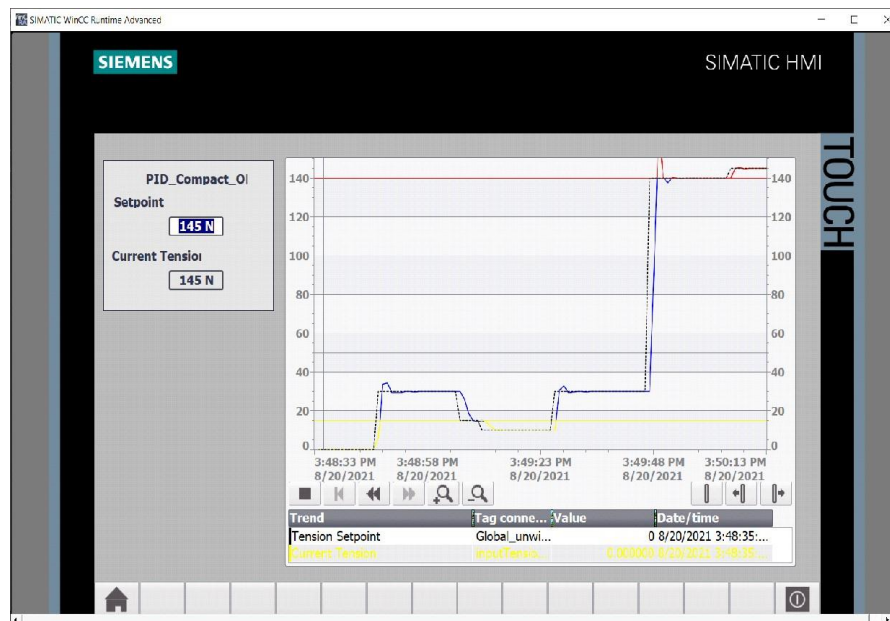 SIMATIC WinCC Runtime Advanced
SIEMENS
SIMATIC HMI
TOUCH
PID_Compact_O
Setpoint
145 N
Current Tension
145 N
140
120
100
80
60
40
20
0
140
120
100
80
60
40
20
0
3:48:33 PM 3:48:58 PM 3:49:23 PM 3:49:48 PM 3:50:13 PM
8/20/2021 8/20/2021 8/20/2021 8/20/2021 8/20/2021
Trend Tag conne... Value Date/time
Tension Setpoint Global_unwi... 0 8/20/2021 3:48:35:...
Current Tension InputTensio... 0.000000 8/20/2021 3:48:35:...